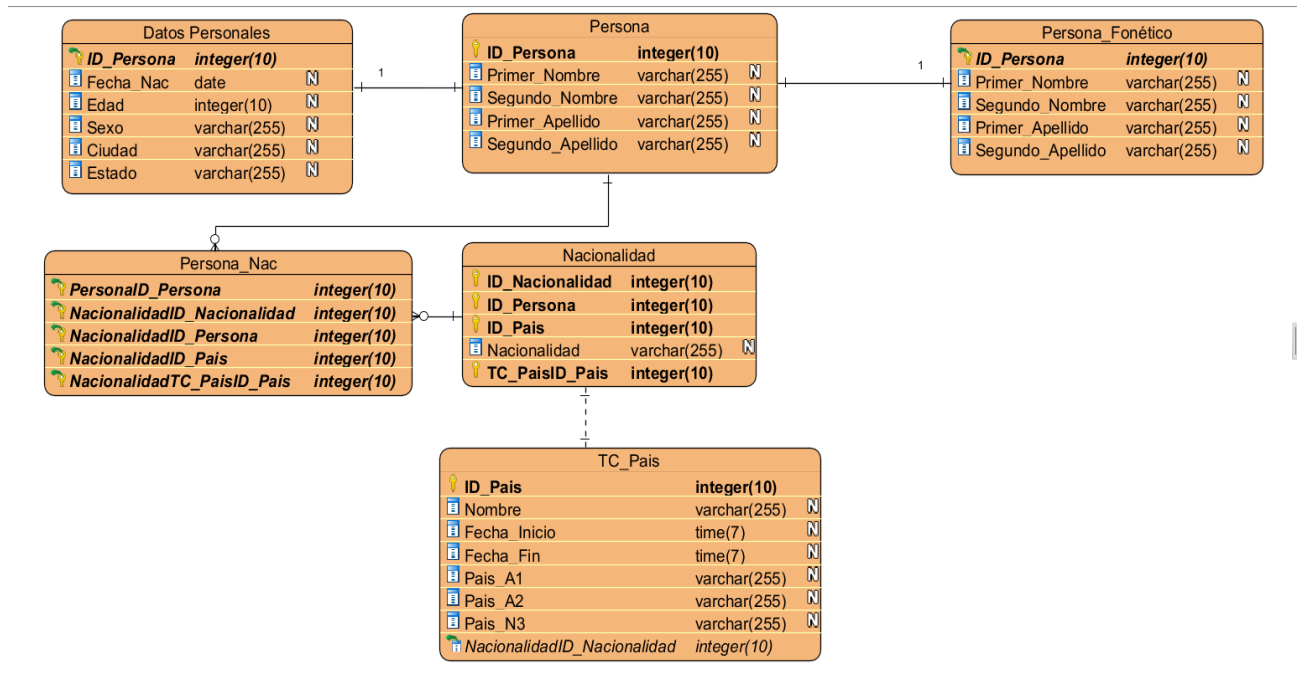 Datos Personales
ID_Persona integer(10)
Fecha_Nac date N
Edad integer(10) N
Sexo varchar(255) N
Ciudad varchar(255) N
Estado varchar(255) N
1
Persona
ID_Persona integer(10)
Primer_Nombre varchar(255) N
Segundo_Nombre varchar(255) N
Primer_Apellido varchar(255) N
Segundo_Apellido varchar(255) N
1
Persona_Fonético
ID_Persona integer(10)
Primer_Nombre varchar(255) N
Segundo_Nombre varchar(255) N
Primer_Apellido varchar(255) N
Segundo_Apellido varchar(255) N
Persona_Nac
PersonaID_Persona integer(10)
NacionalidadID_Nacionalidad integer(10)
NacionalidadID_Persona integer(10)
NacionalidadID_Pais integer(10)
NacionalidadTC_PaisID_Pais integer(10)
Nacionalidad
ID_Nacionalidad integer(10)
ID_Persona integer(10)
ID_Pais integer(10)
Nacionalidad varchar(255) N
TC_PaisID_Pais integer(10)
TC_Pais
ID_Pais integer(10)
Nombre varchar(255) N
Fecha_Inicio time(7) N
Fecha_Fin time(7) N
Pais_A1 varchar(255) N
Pais_A2 varchar(255) N
Pais_N3 varchar(255) N
NacionalidadID_Nacionalidad integer(10)